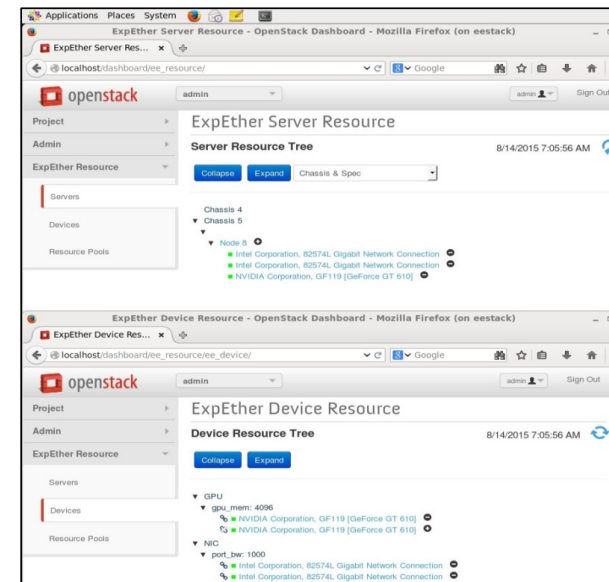 Applications Places System
ExpEther Server Resource - OpenStack Dashboard - Mozilla Firefox (on eestack)
ExpEther Server Res...
localhost/dashboard/ee_resource/ Google
openstack admin admin Sign Out
Project
ExpEther Server Resource
Admin
Server Resource Tree 8/14/2015 7:05:56 AM
ExpEther Resource
Collapse Expand Chassis & Spec
Servers
Devices
Resource Pools
Chassis 4
Chassis 5
Node 8
Intel Corporation, 82574L Gigabit Network Connection
Intel Corporation, 82574L Gigabit Network Connection
NVIDIA Corporation, GF119 [GeForce GT 610]
ExpEther Device Resource - OpenStack Dashboard - Mozilla Firefox (on eestack)
ExpEther Device Res...
localhost/dashboard/ee_resource/ee_device/ Google
openstack admin admin Sign Out
Project
ExpEther Device Resource
Admin
Device Resource Tree 8/14/2015 7:05:56 AM
ExpEther Resource
Collapse Expand
Servers
Devices
Resource Pools
GPU
gpu_mem: 4096
NVIDIA Corporation, GF119 [GeForce GT 610]
NVIDIA Corporation, GF119 [GeForce GT 610]
NIC
port_bw: 1000
Intel Corporation, 82574L Gigabit Network Connection
Intel Corporation, 82574L Gigabit Network Connection